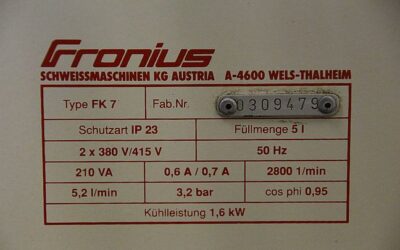 Fronius
SCHWEISSMASCHINEN KG AUSTRIA A-4600 WELS-THALHEIM
Type FK 7 Fab.Nr. 0309479
Schutzart IP 23 Füllmenge 5 l
2 x 380 V/415 V 50 Hz
210 VA 0,6 A / 0,7 A 2800 1/min
5,2 l/min 3,2 bar cos phi 0,95
Kühlleistung 1,6 kW